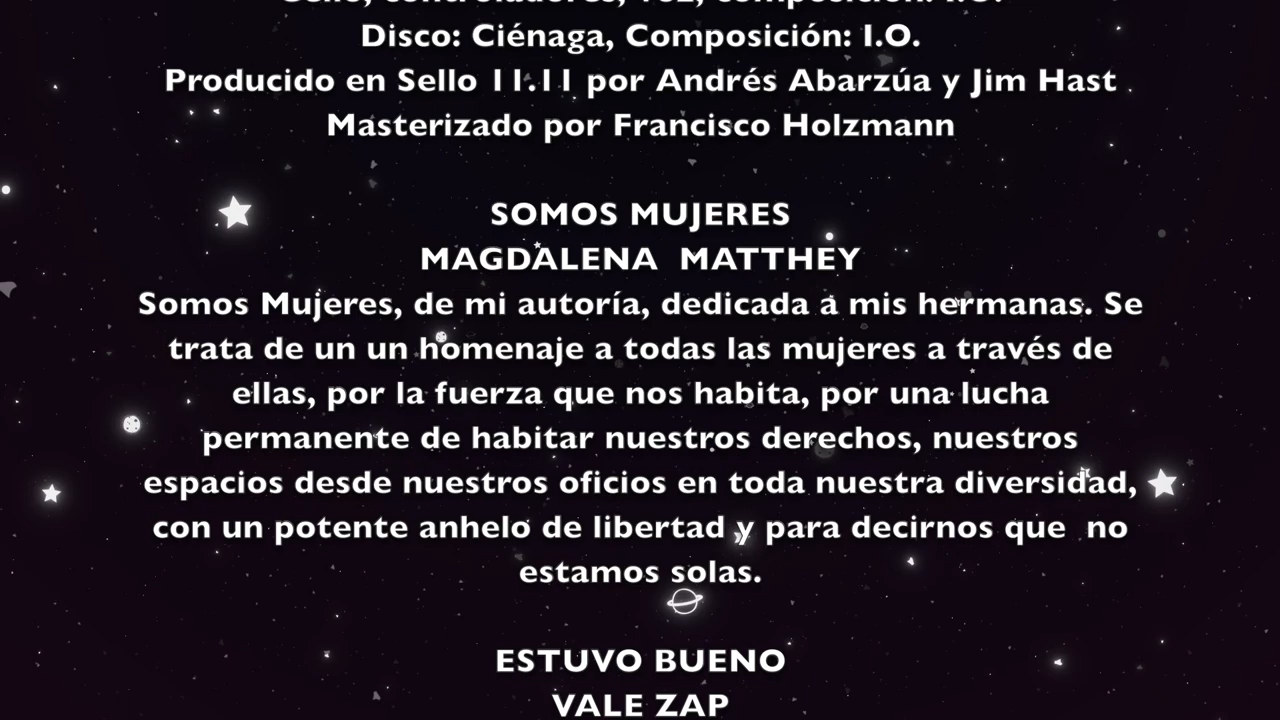 Disco: Ciénaga, Composición: I.O.
Producido en Sello 11.11 por Andrés Abarzúa y Jim Hast
Masterizado por Francisco Holzmann
SOMOS MUJERES
MAGDALENA  MATTHEY
Somos Mujeres, de mi autoría, dedicada a mis hermanas. Se
trata de un un homenaje a todas las mujeres a través de
ellas, por la fuerza que nos habita, por una lucha
permanente de habitar nuestros derechos, nuestros
espacios desde nuestros oficios en toda nuestra diversidad,
con un potente anhelo de libertad y para decirnos que  no
estamos solas.
ESTUVO BUENO
VALE ZAP